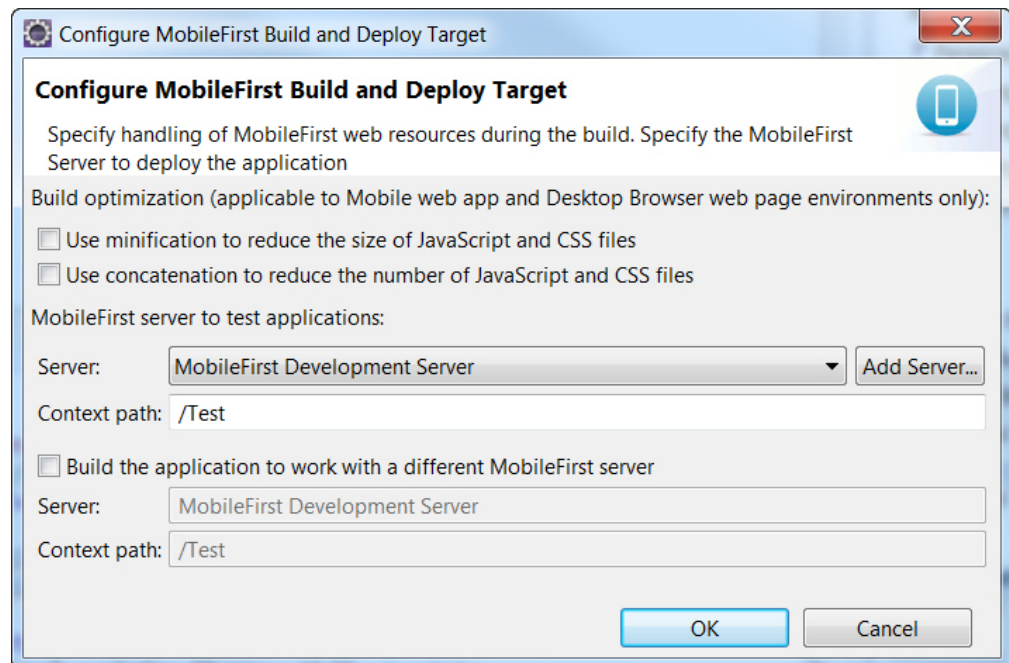 Configure MobileFirst Build and Deploy Target
X
Configure MobileFirst Build and Deploy Target
Specify handling of MobileFirst web resources during the build. Specify the MobileFirst
Server to deploy the application
Build optimization (applicable to Mobile web app and Desktop Browser web page environments only):
Use minification to reduce the size of JavaScript and CSS files
Use concatenation to reduce the number of JavaScript and CSS files
MobileFirst server to test applications:
Server: MobileFirst Development Server Add Server...
Context path: /Test
Build the application to work with a different MobileFirst server
Server: MobileFirst Development Server
Context path: /Test
OK Cancel